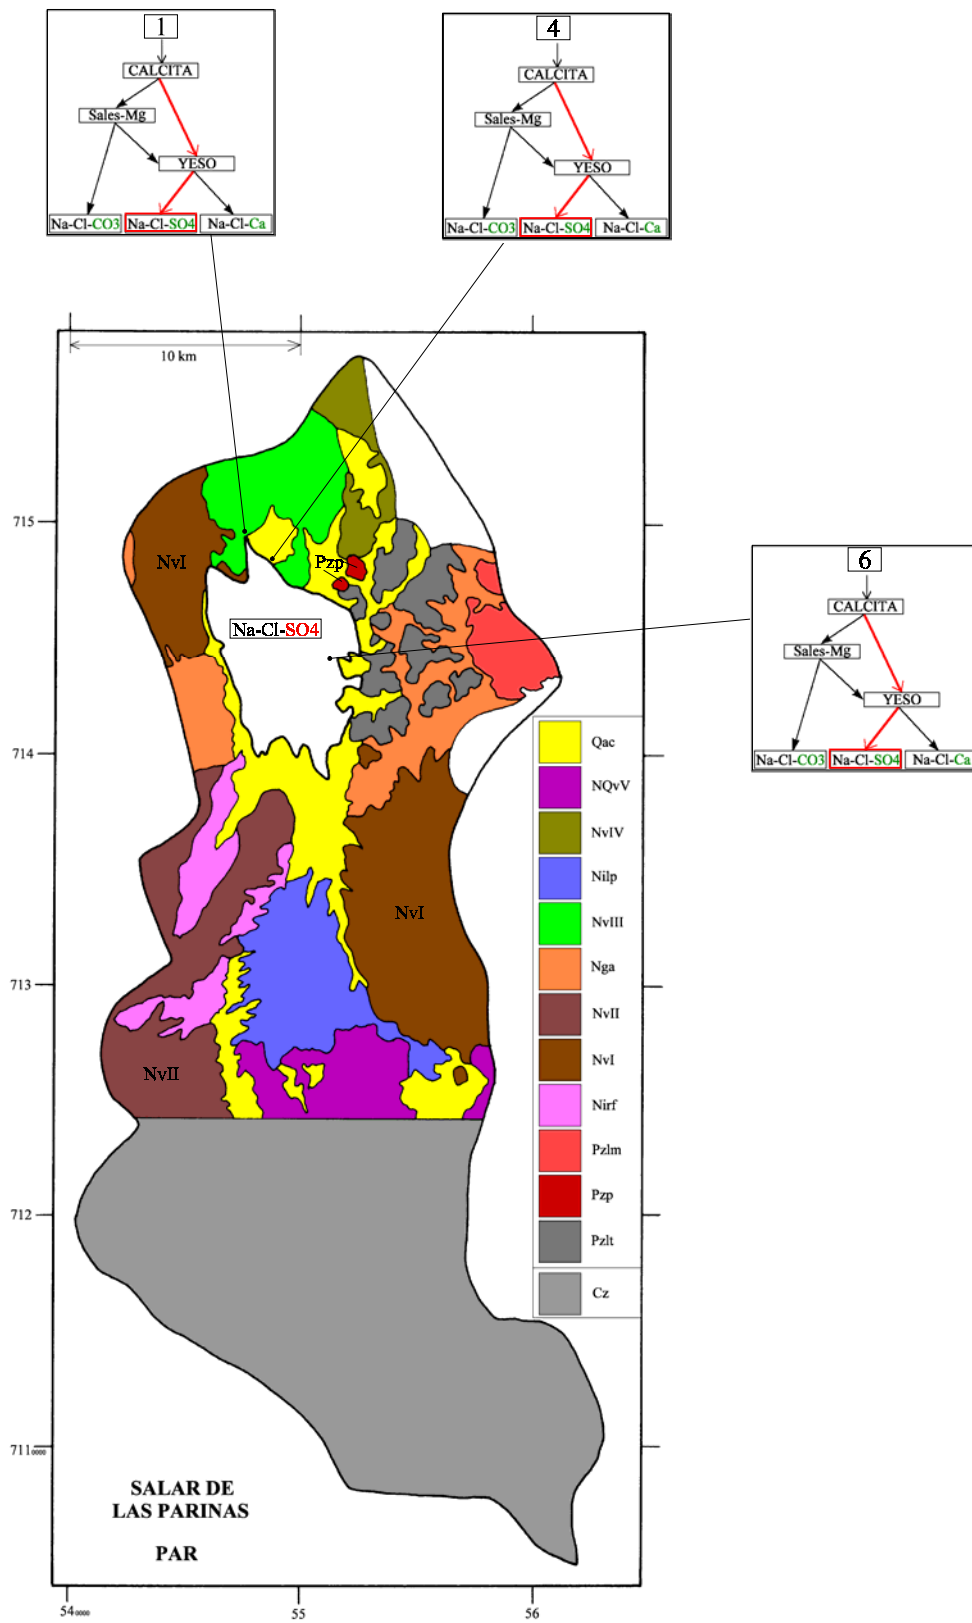 1
CALCITA
Sales-Mg
YESO
Na-Cl-CO3 Na-Cl-SO4 Na-Cl-Ca
4
CALCITA
Sales-Mg
YESO
Na-Cl-CO3 Na-Cl-SO4 Na-Cl-Ca
10 km
715
NvI
Pzp
6
CALCITA
Sales-Mg
YESO
Na-Cl-CO3 Na-Cl-SO4 Na-Cl-Ca
Na-Cl-SO4
714
Qac
NQvV
NvIV
Nilp
NvIII
Nga
NvII
NvI
Nirf
Pzlm
Pzp
Pzlt
Cz
NvI
713
NvII
712
7110000
SALAR DE
LAS PARINAS
PAR
540000 55 56